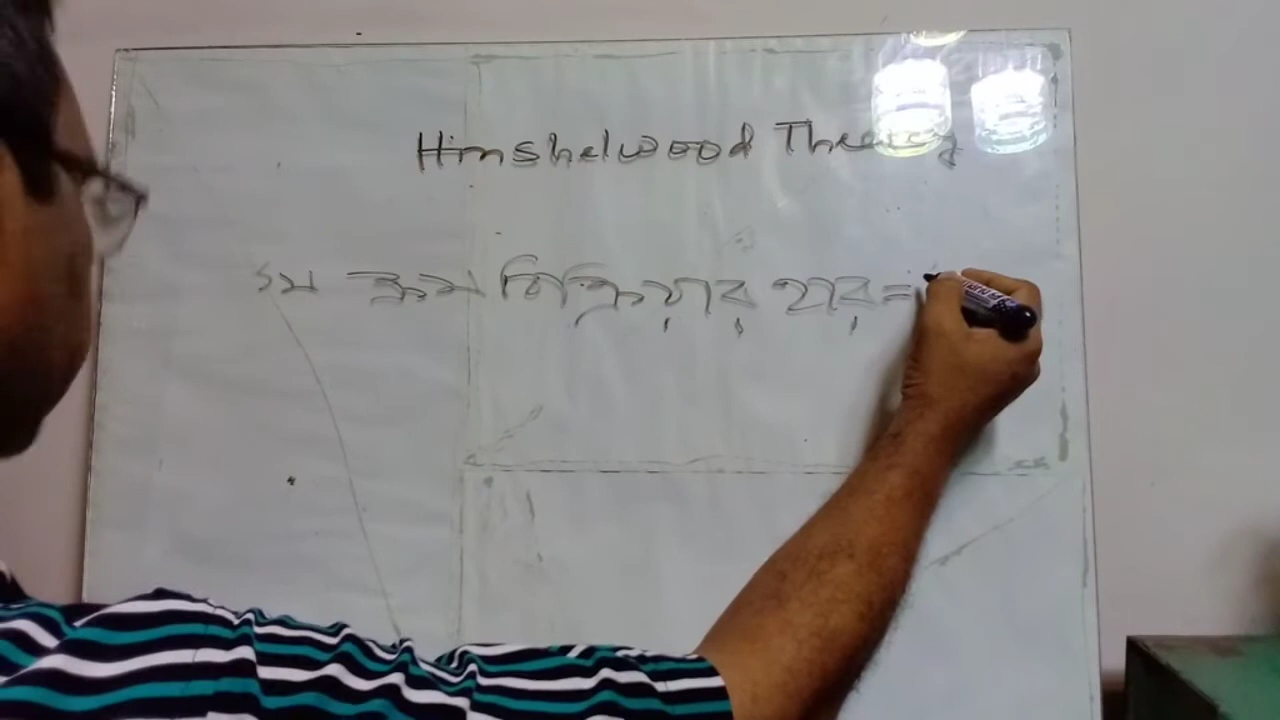 Hinshelwood Theory
১ম ক্রম বিক্রিয়ার হার =